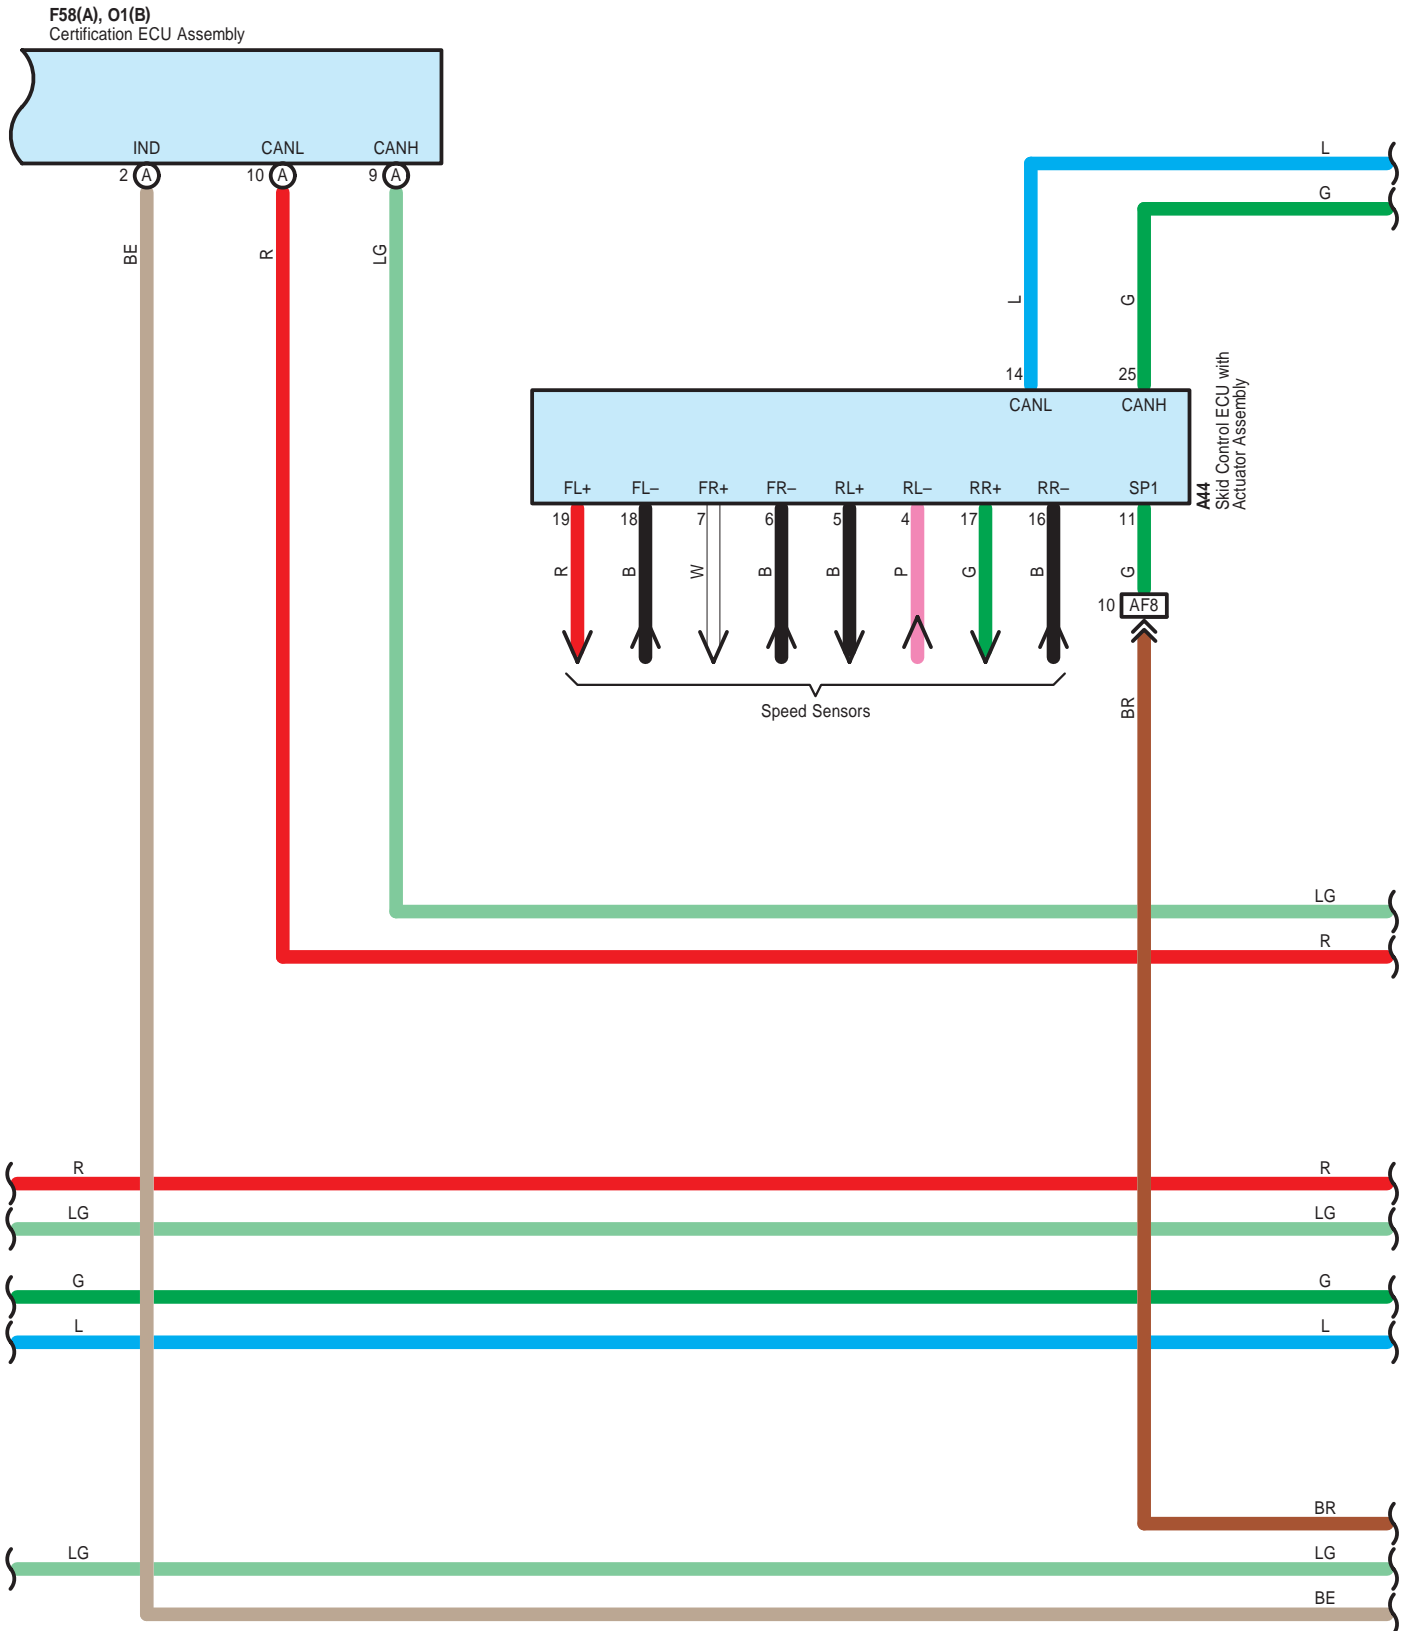 F58(A), O1(B)
Certification ECU Assembly
IND CANL CANH
2 A 10 A 9 A
L
G
BE R LG
L G
14 25
CANL CANH
A44
Skid Control ECU with
Actuator Assembly
FL+ FL– FR+ FR– RL+ RL– RR+ RR– SP1
19 18 7 6 5 4 17 16 11
R B W B B P G B G
10 AF8
Speed Sensors
BR
LG
R
R R
LG LG
G G
L L
BR
LG LG
BE